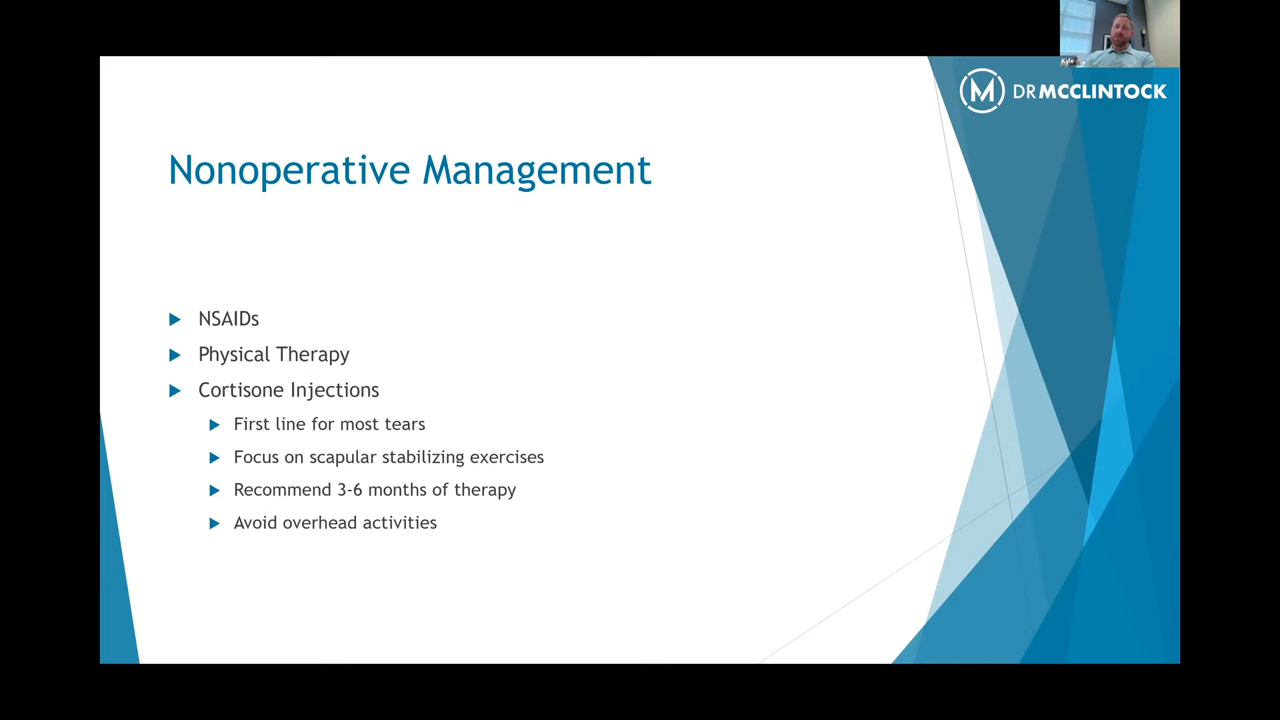 Kyle
DR MCCLINTOCK
Nonoperative Management
NSAIDs
Physical Therapy
Cortisone Injections
First line for most tears
Focus on scapular stabilizing exercises
Recommend 3-6 months of therapy
Avoid overhead activities